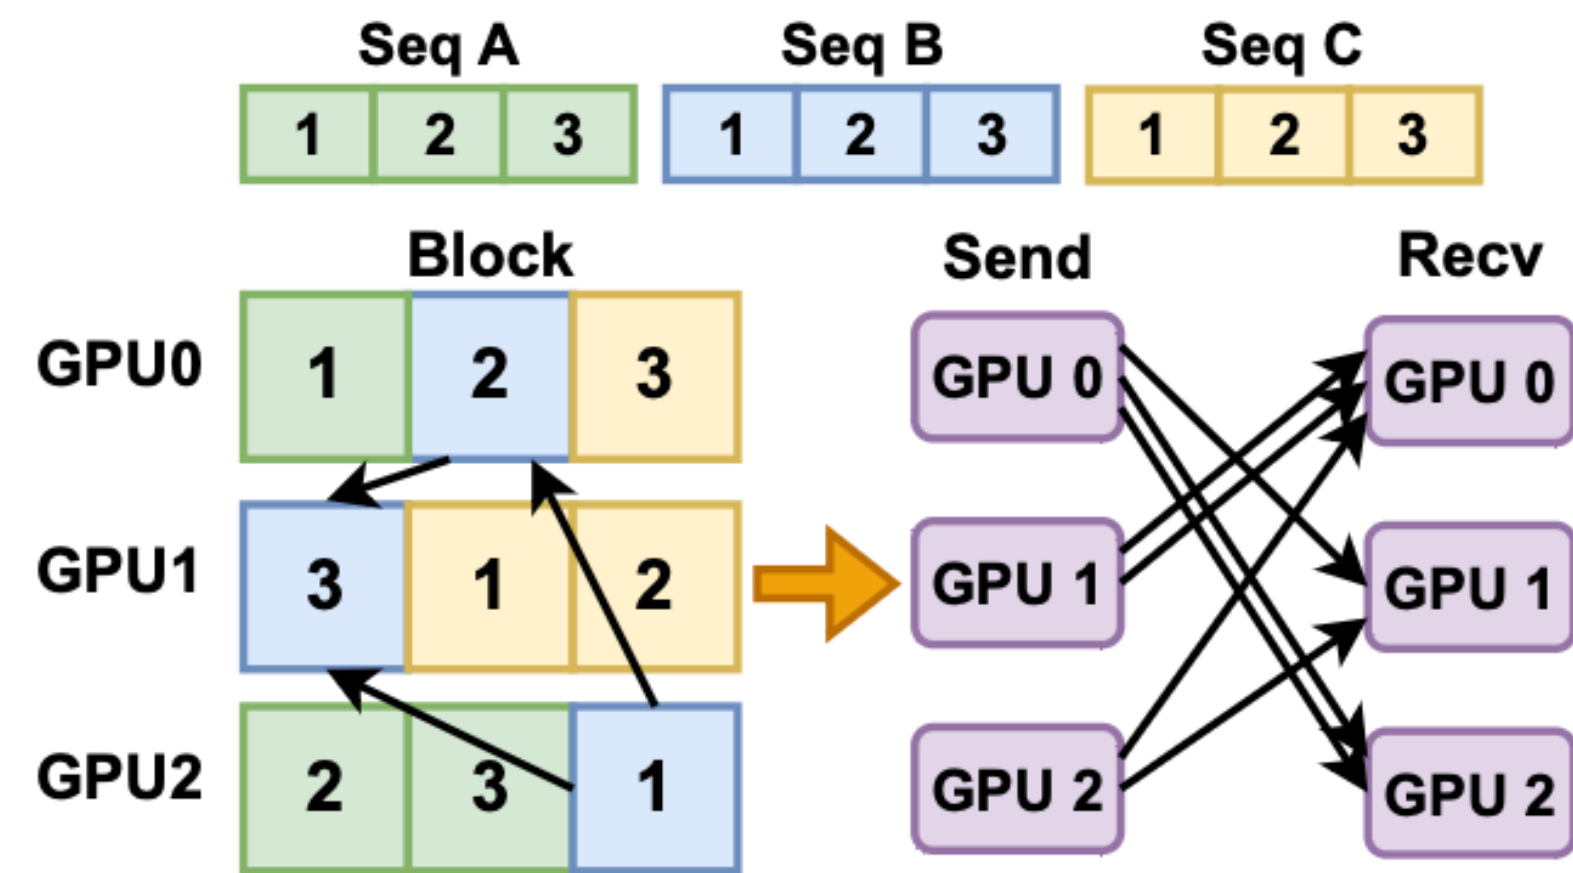 Seq A Seq B Seq C
1 2 3 1 2 3 1 2 3
Block Send Recv
GPU0 1 2 3 GPU 0 GPU 0
GPU1 3 1 2 GPU 1 GPU 1
GPU2 2 3 1 GPU 2 GPU 2